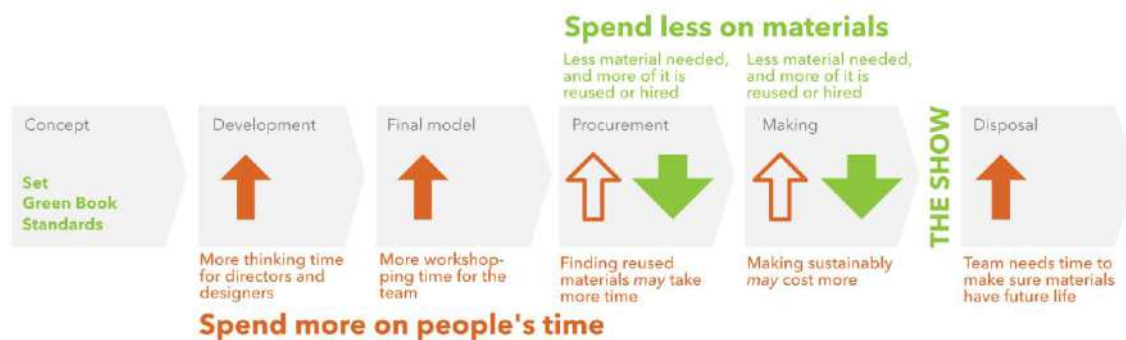 Spend less on materials
Less material needed,
and more of it is
reused or hired
Less material needed,
and more of it is
reused or hired
Concept
Development
Final model
Procurement
Making
THE SHOW
Disposal
Set
Green Book
Standards
More thinking time
for directors and
designers
More workshop-
ping time for the
team
Finding reused
materials may take
more time
Making sustainably
may cost more
Team needs time to
make sure materials
have future life
Spend more on people's time